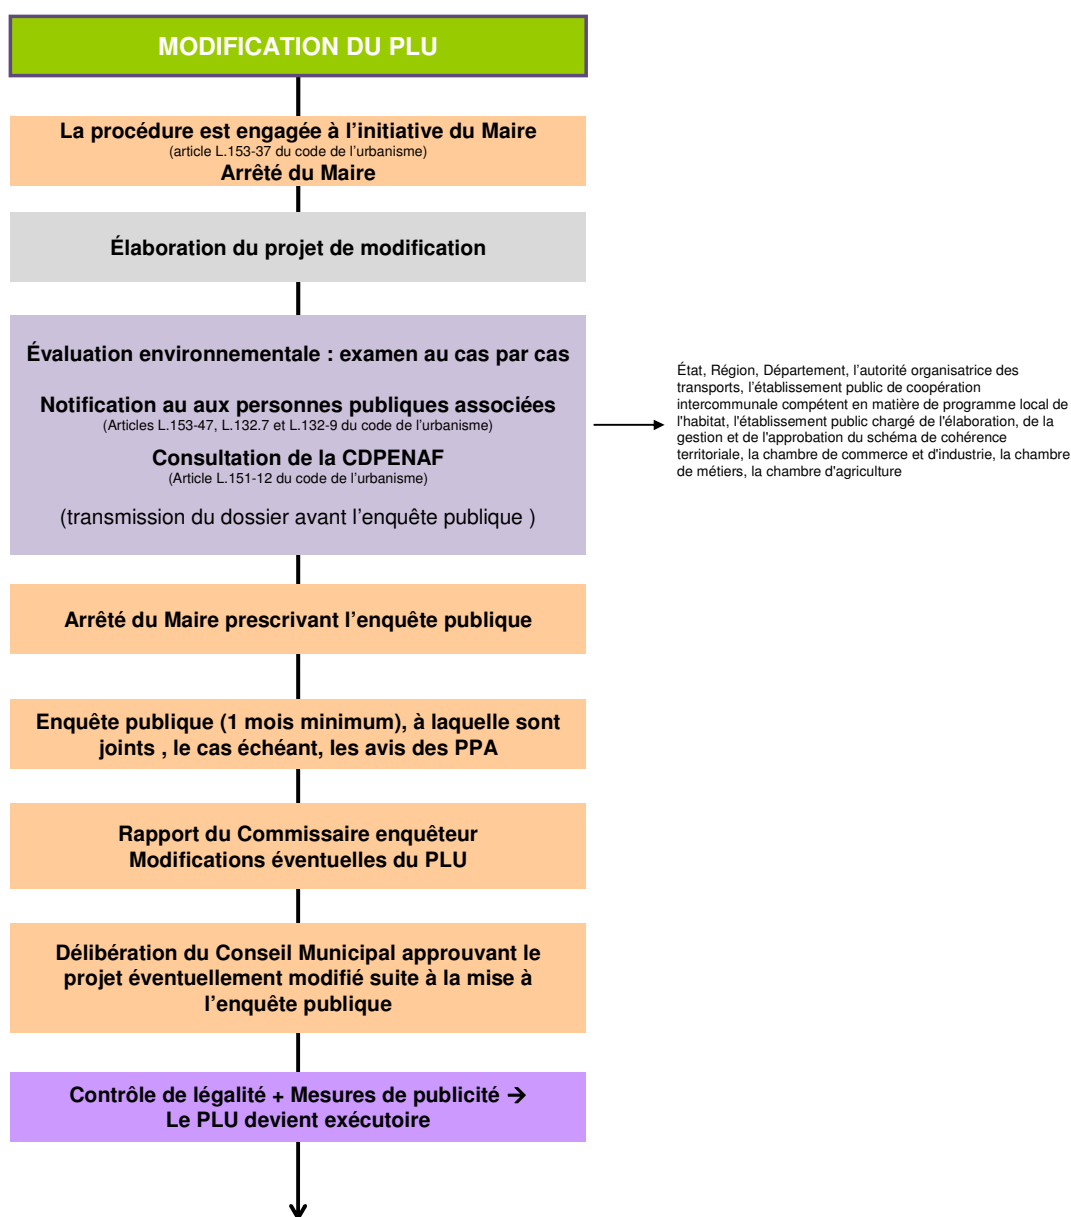 MODIFICATION DU PLU
La procédure est engagée à l'initiative du Maire
(article L.153-37 du code de l'urbanisme)
Arrêté du Maire
Élaboration du projet de modification
Évaluation environnementale : examen au cas par cas
Notification au aux personnes publiques associées
(Articles L.153-47, L.132.7 et L.132-9 du code de l'urbanisme)
Consultation de la CDPENAF
(Article L.151-12 du code de l'urbanisme)
(transmission du dossier avant l'enquête publique )
État, Région, Département, l'autorité organisatrice des
transports, l'établissement public de coopération
intercommunale compétent en matière de programme local de
l'habitat, l'établissement public chargé de l'élaboration, de la
gestion et de l'approbation du schéma de cohérence
territoriale, la chambre de commerce et d'industrie, la chambre
de métiers, la chambre d'agriculture
Arrêté du Maire prescrivant l'enquête publique
Enquête publique (1 mois minimum), à laquelle sont
joints , le cas échéant, les avis des PPA
Rapport du Commissaire enquêteur
Modifications éventuelles du PLU
Délibération du Conseil Municipal approuvant le
projet éventuellement modifié suite à la mise à
l'enquête publique
Contrôle de légalité + Mesures de publicité →
Le PLU devient exécutoire